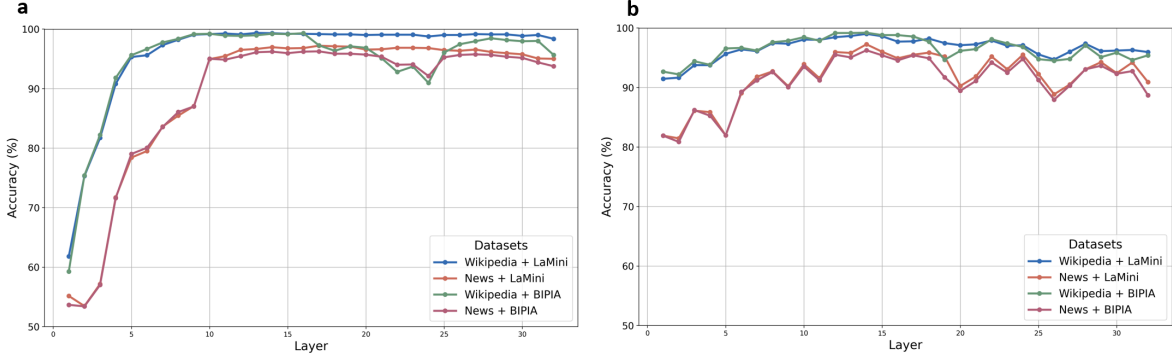 a
Accuracy (%)
100
90
80
70
60
50
0
5
10
15
20
25
30
Layer
Datasets
Wikipedia + LaMini
News + LaMini
Wikipedia + BIPIA
News + BIPIA
b
Accuracy (%)
100
90
80
70
60
50
0
5
10
15
20
25
30
Layer
Datasets
Wikipedia + LaMini
News + LaMini
Wikipedia + BIPIA
News + BIPIA